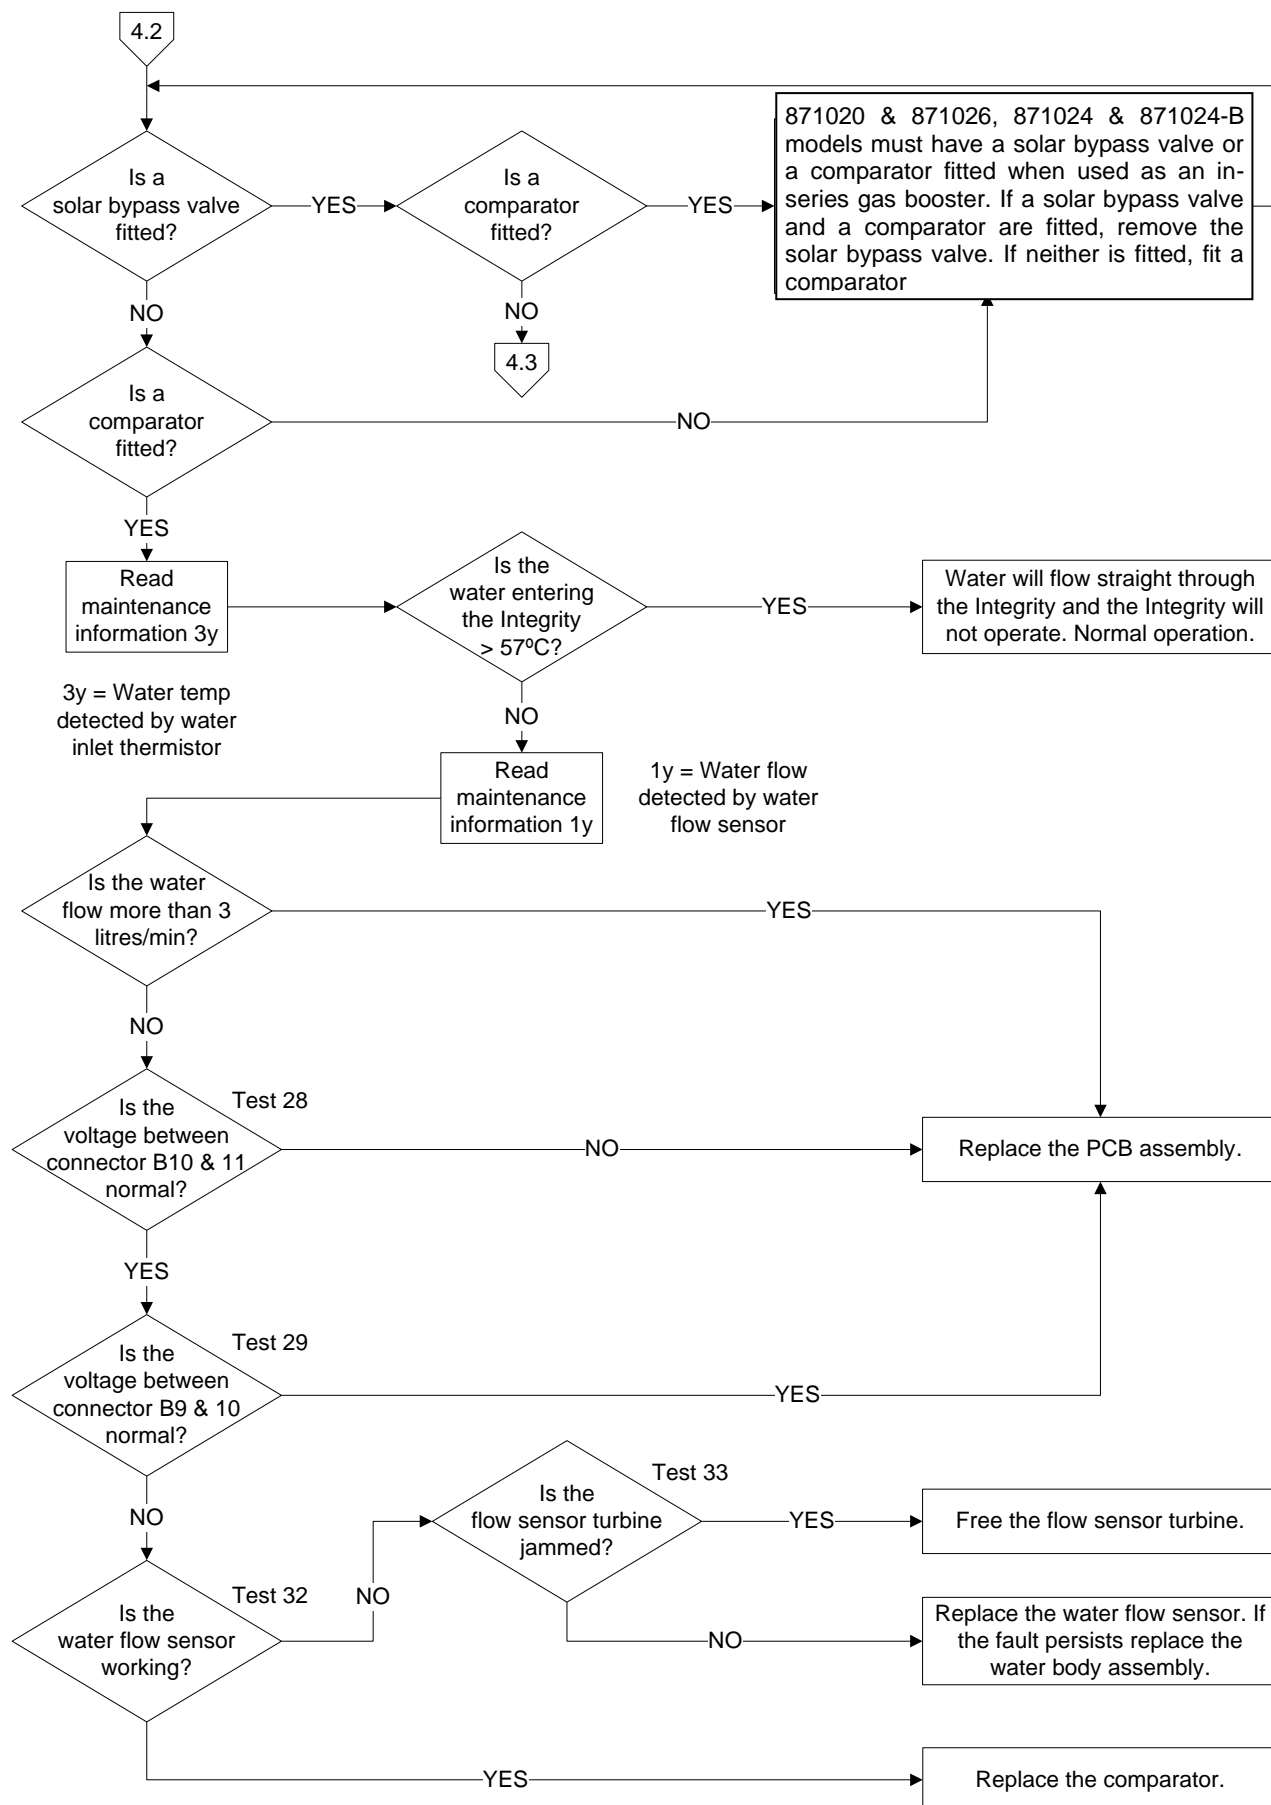 4.2
Is a
solar bypass valve
fitted?
YES
Is a
comparator
fitted?
YES
871020 & 871026, 871024 & 871024-B
models must have a solar bypass valve or
a comparator fitted when used as an in-
series gas booster. If a solar bypass valve
and a comparator are fitted, remove the
solar bypass valve. If neither is fitted, fit a
comparator
NO
NO
4.3
Is a
comparator
fitted?
NO
YES
Read
maintenance
information 3y
Is the
water entering
the Integrity
> 57ºC?
YES
Water will flow straight through
the Integrity and the Integrity will
not operate. Normal operation.
3y = Water temp
detected by water
inlet thermistor
NO
Read
maintenance
information 1y
1y = Water flow
detected by water
flow sensor
Is the water
flow more than 3
litres/min?
YES
NO
Is the
voltage between
connector B10 & 11
normal?
Test 28
NO
Replace the PCB assembly.
YES
Is the
voltage between
connector B9 & 10
normal?
Test 29
YES
NO
Is the
flow sensor turbine
jammed?
Test 33
YES
Free the flow sensor turbine.
Is the
water flow sensor
working?
Test 32
NO
NO
Replace the water flow sensor. If
the fault persists replace the
water body assembly.
YES
Replace the comparator.